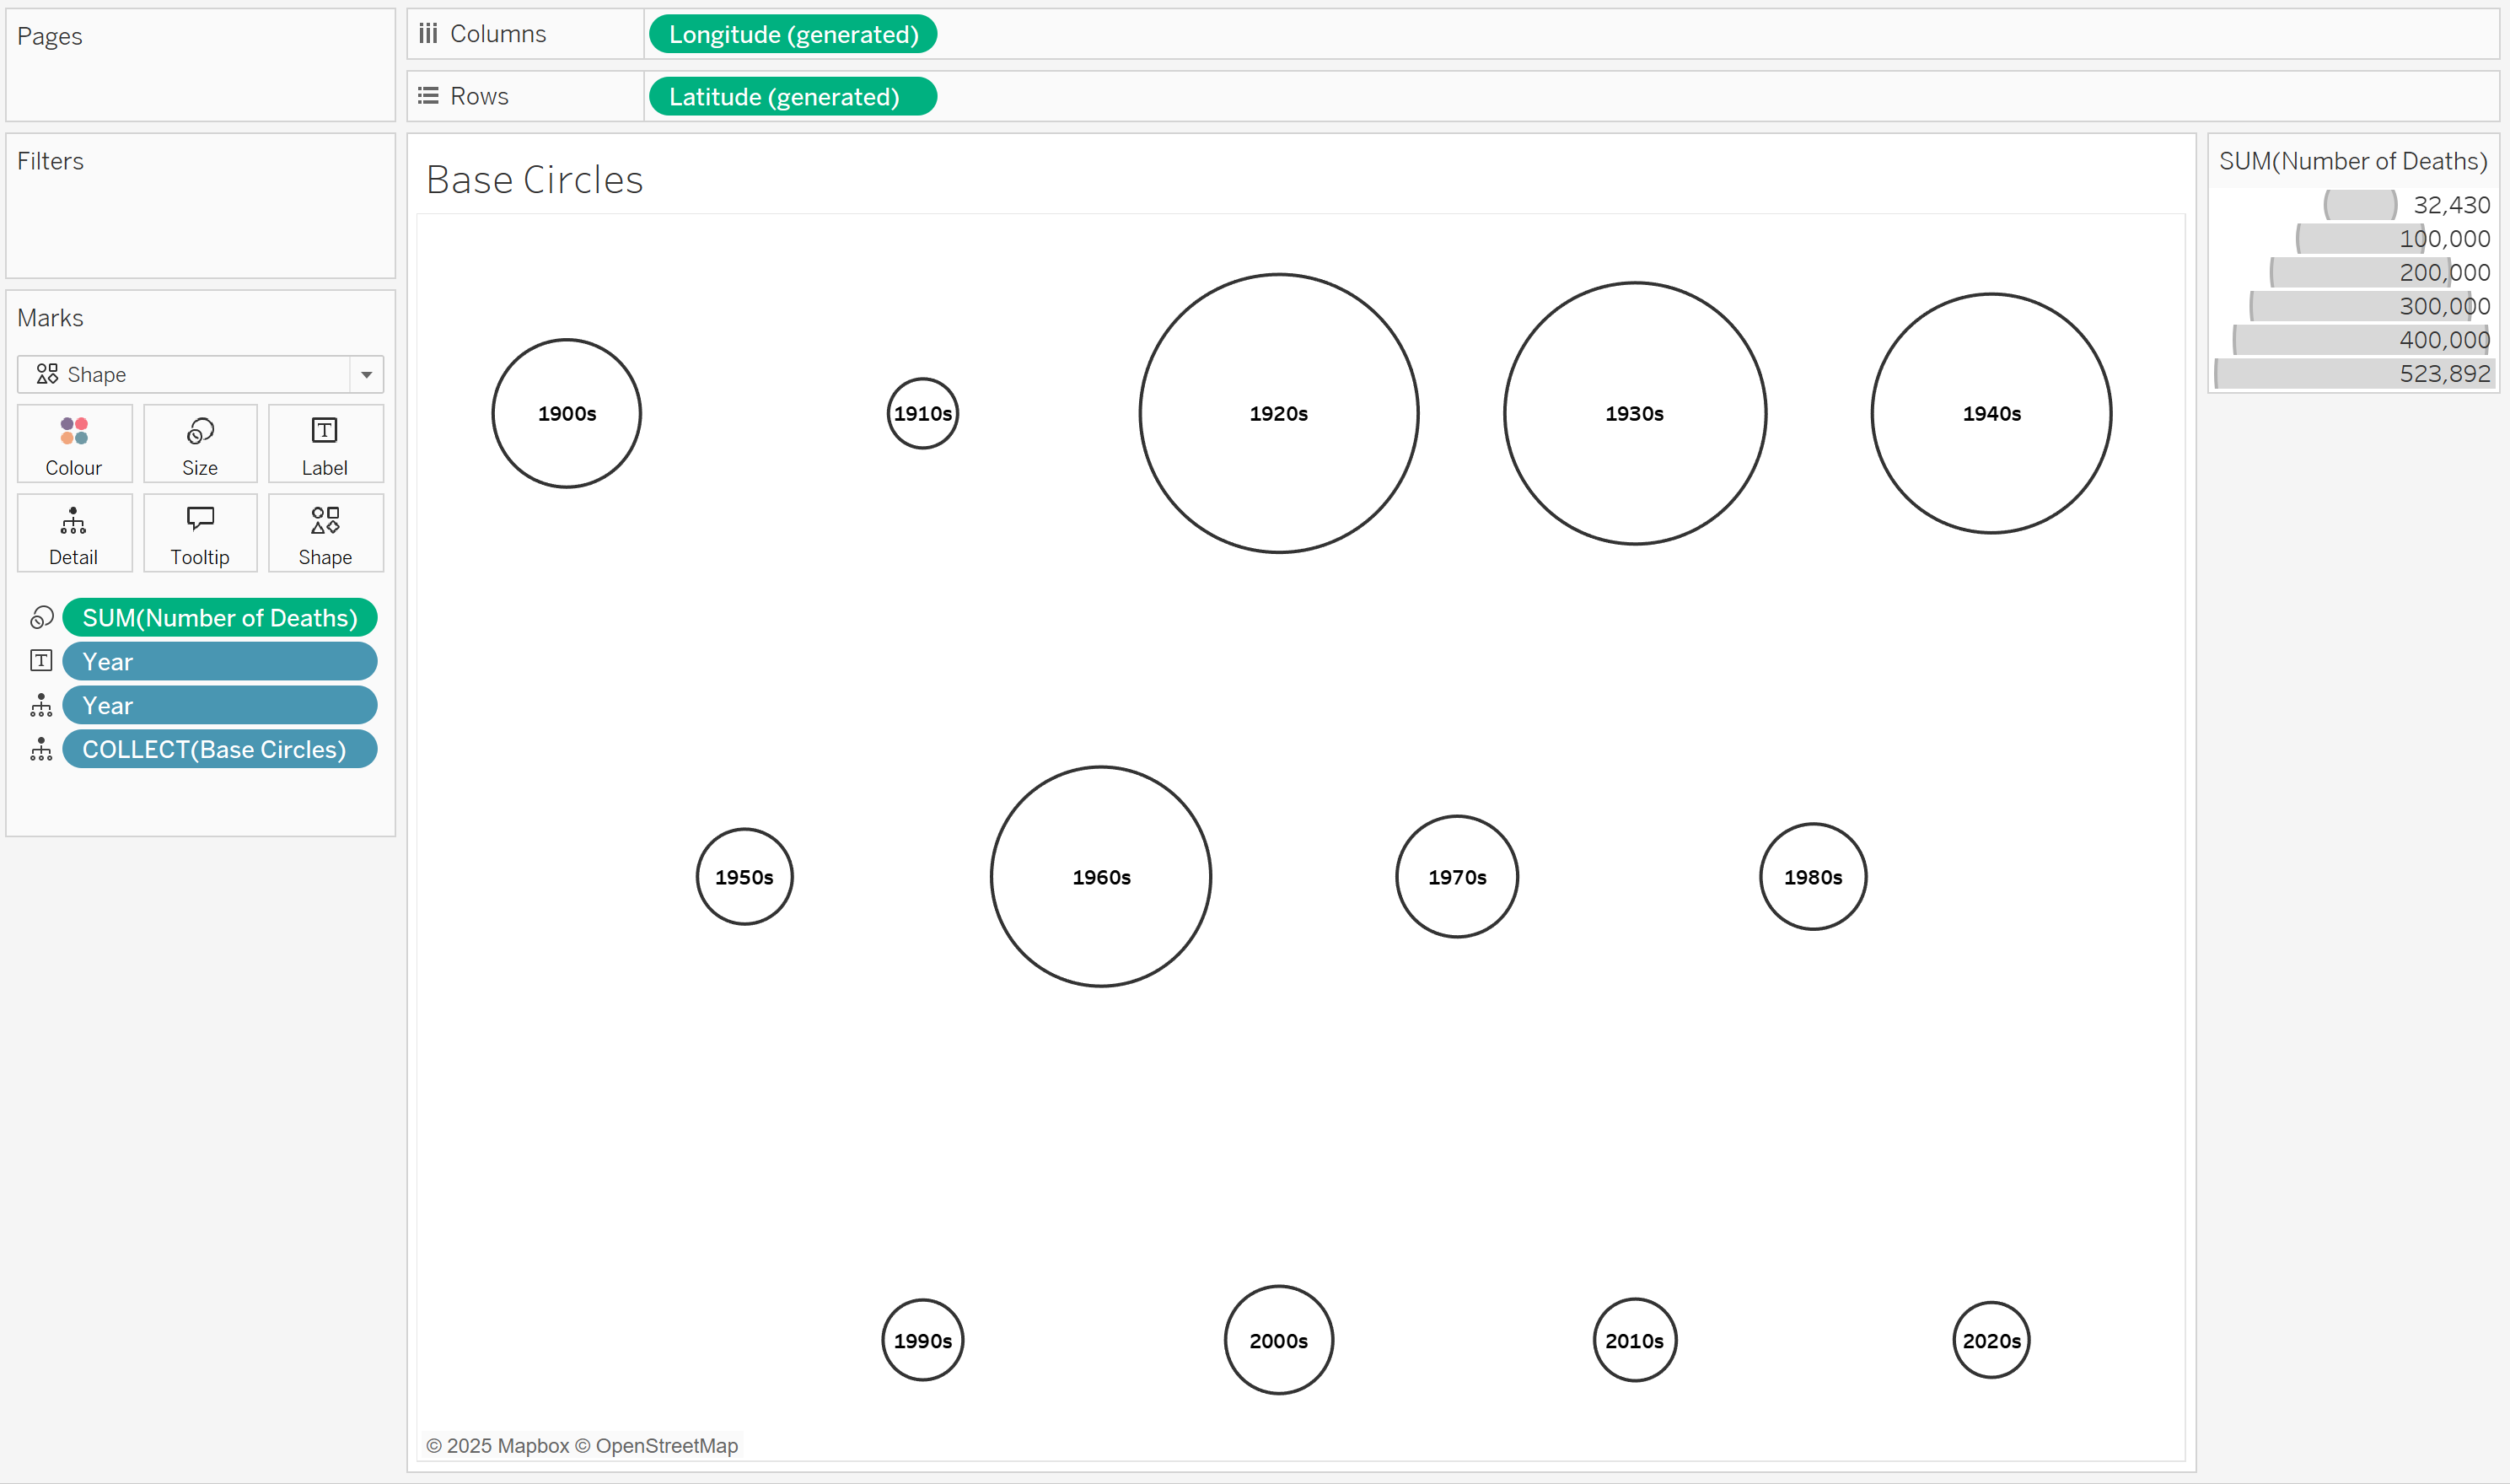 Pages
Columns
Longitude (generated)
Rows
Latitude (generated)
Filters
Marks
Shape
Colour
Size
Label
Detail
Tooltip
Shape
SUM(Number of Deaths)
Year
Year
COLLECT(Base Circles)
Base Circles
1900s
1910s
1920s
1930s
1940s
1950s
1960s
1970s
1980s
1990s
2000s
2010s
2020s
© 2025 Mapbox © OpenStreetMap
SUM(Number of Deaths)
32,430
100,000
200,000
300,000
400,000
523,892